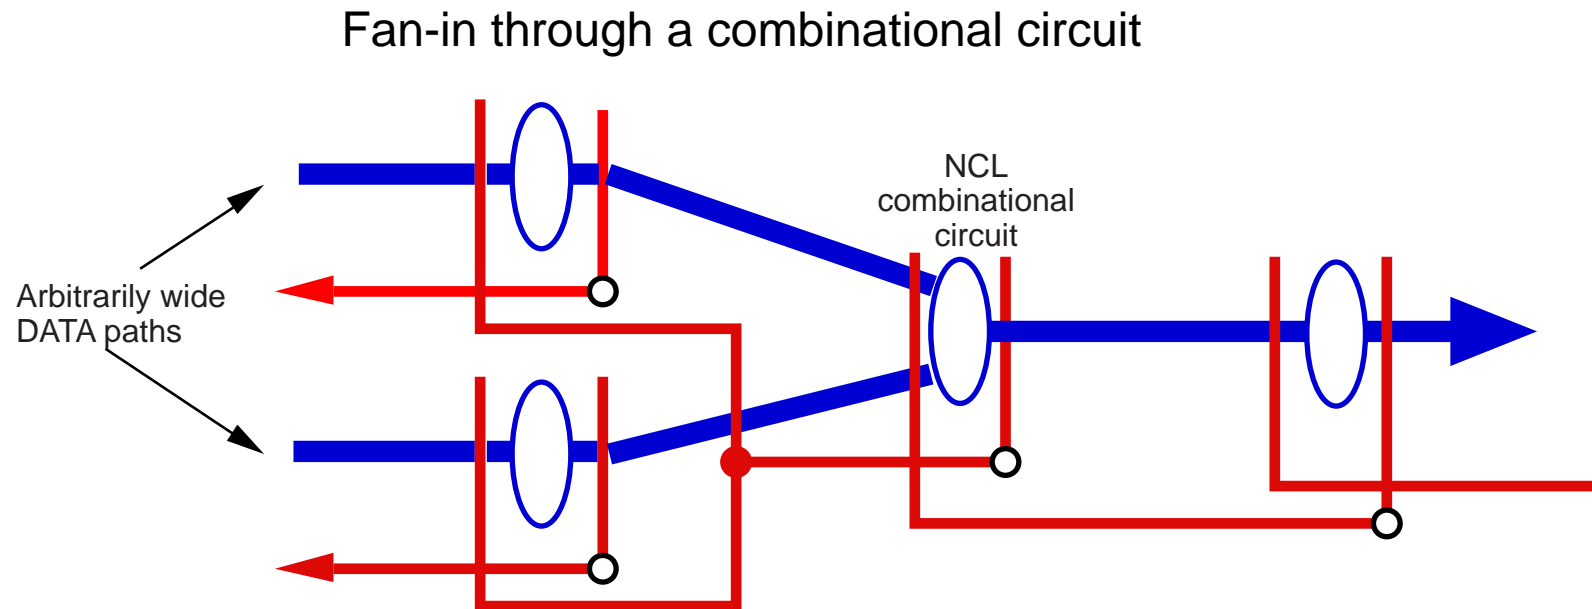 Fan-in through a combinational circuit
NCL
combinational
circuit
Arbitrarily wide
DATA paths